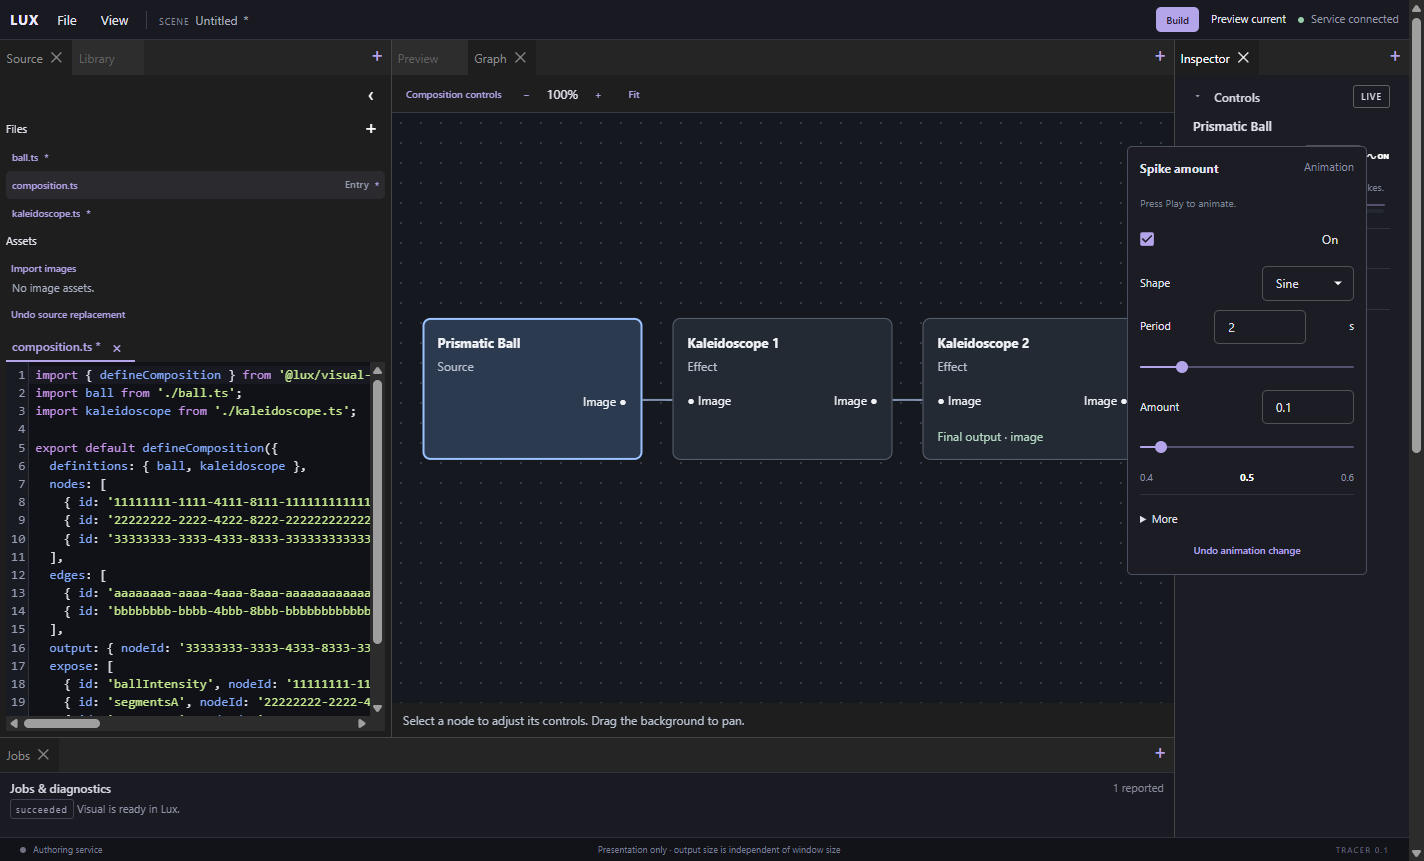 LUX File View SCENE Untitled * Build Preview current Service connected
Source Library + Preview Graph + Inspector +
Composition controls − 100% + Fit
Controls LIVE
Prismatic Ball
Files +
ball.ts *
composition.ts Entry *
kaleidoscope.ts *
Assets
Import images
No image assets.
Undo source replacement
composition.ts * ×
1 import { defineComposition } from '@lux/visual-
2 import ball from './ball.ts';
3 import kaleidoscope from './kaleidoscope.ts';
4
5 export default defineComposition({
6 definitions: { ball, kaleidoscope },
7 nodes: [
8 { id: '11111111-1111-4111-8111-111111111111
9 { id: '22222222-2222-4222-8222-222222222222
10 { id: '33333333-3333-4333-8333-333333333333
11 ],
12 edges: [
13 { id: 'aaaaaaaa-aaaa-4aaa-8aaa-aaaaaaaaaaaa
14 { id: 'bbbbbbbb-bbbb-4bbb-8bbb-bbbbbbbbbbbb
15 ],
16 output: { nodeId: '33333333-3333-4333-8333-33
17 expose: [
18 { id: 'ballIntensity', nodeId: '11111111-11
19 { id: 'segmentsA', nodeId: '22222222-2222-4
Prismatic Ball
Source
Image
Kaleidoscope 1
Effect
Image Image
Kaleidoscope 2
Effect
Image Image
Final output · image
Select a node to adjust its controls. Drag the background to pan.
ON
kes.
Spike amount Animation
Press Play to animate.
On
Shape Sine
Period 2 s
Amount 0.1
0.4 0.5 0.6
More
Undo animation change
Jobs +
Jobs & diagnostics 1 reported
succeeded Visual is ready in Lux.
Authoring service Presentation only · output size is independent of window size TRACER 0.1